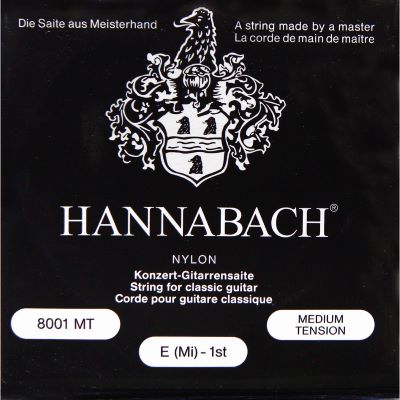 Die Saite aus Meisterhand
A string made by a master
La corde de main de maître
HANNABACH®
NYLON
Konzert-Gitarrensaite
String for classic guitar
Corde pour guitare classique
8001 MT
E (Mi) - 1st
MEDIUM
TENSION